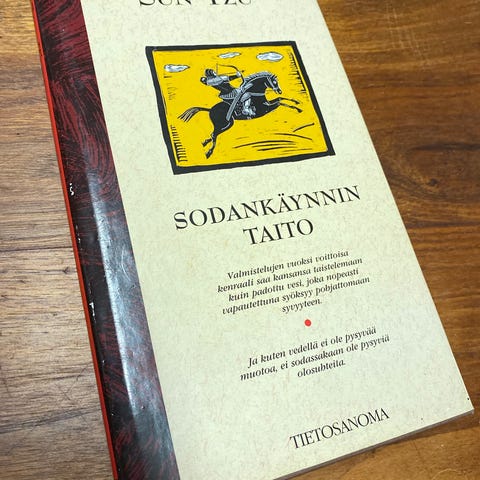 SUN TZU
SODANKÄYNNIN
TAITO
Valmistelujen vuoksi voittoisa
kenraali saa kansansa taistelemaan
kuin padottu vesi, joka nopeasti
vapautettuna syöksyy pohjattomaan
syvyyteen.
Ja kuten vedellä ei ole pysyvää
muotoa, ei sodassakaan ole pysyviä
olosuhteita.
TIETOSANOMA